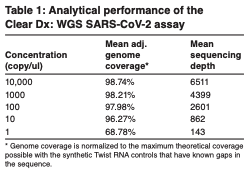 Table 1: Analytical performance of the
Clear Dx: WGS SARS-CoV-2 assay
Concentration (copy/ul) Mean adj. genome coverage* Mean sequencing depth
10,000 98.74% 6511
1000 98.21% 4399
100 97.98% 2601
10 96.27% 862
1 68.78% 143
* Genome coverage is normalized to the maximum theoretical coverage
possible with the synthetic Twist RNA controls that have known gaps in
the sequence.